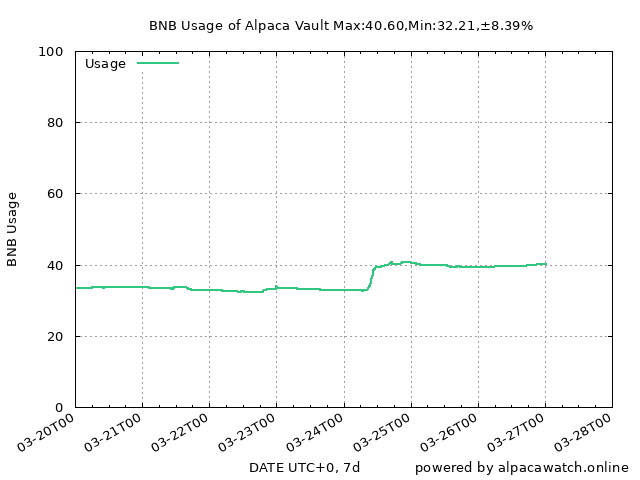 BNB Usage of Alpaca Vault Max:40.60,Min:32.21,±8.39%
100
Usage
80
60
BNB Usage
40
20
0
03-20T00 03-21T00 03-22T00 03-23T00 03-24T00 03-25T00 03-26T00 03-27T00 03-28T00
DATE UTC+0, 7d powered by alpacawatch.online